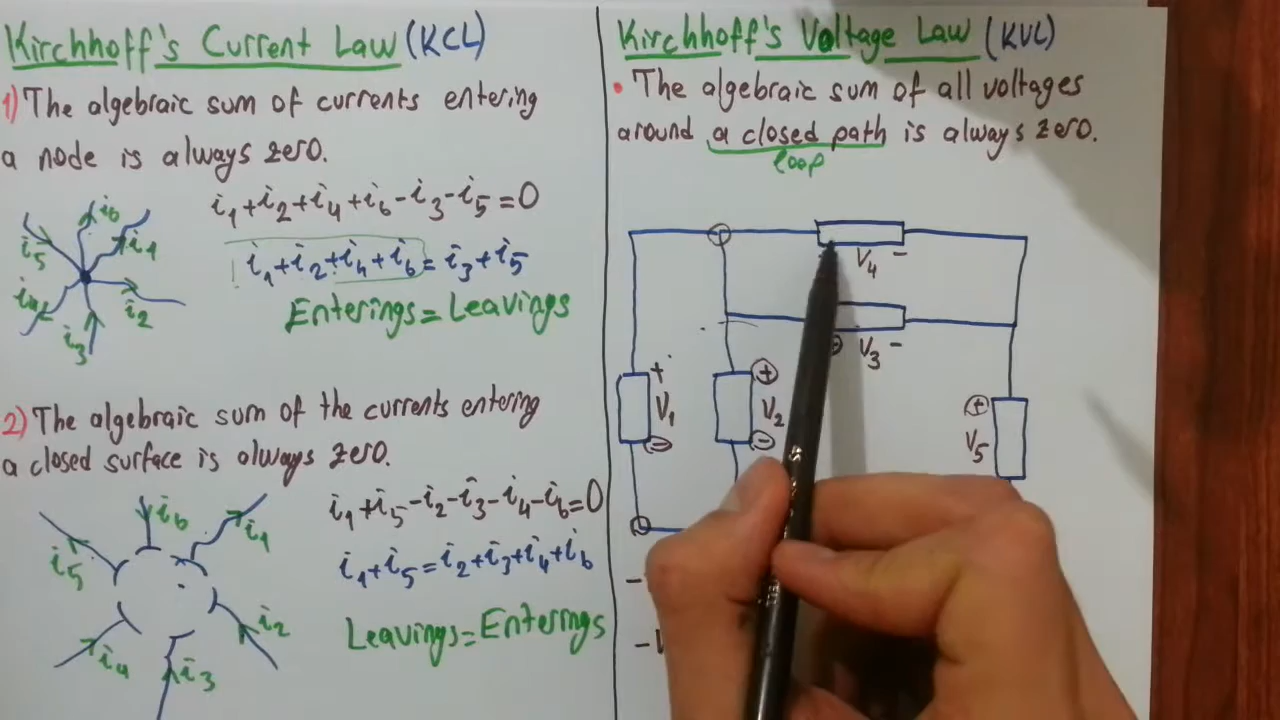 Kirchhoff's Current Law (KCL)
1) The algebraic sum of currents entering
a node is always zero.
i1+i2+i4+i6-i3-i5=0
i1+i2+i4+i6=i3+i5
Enterings=Leavings
i6
i5
i1
i4
i2
i3
2) The algebraic sum of the currents entering
a closed surface is always zero.
i1+i5-i2-i3-i4-i6=0
i1+i5=i2+i3+i4+i6
Leavings=Enterings
i6
i1
i5
i2
i4
i3
Kirchhoff's Voltage Law (KVL)
• The algebraic sum of all voltages
around a closed path is always zero.
loop
V4 -
V3 -
+
V1
-
+
V2
-
+
V5